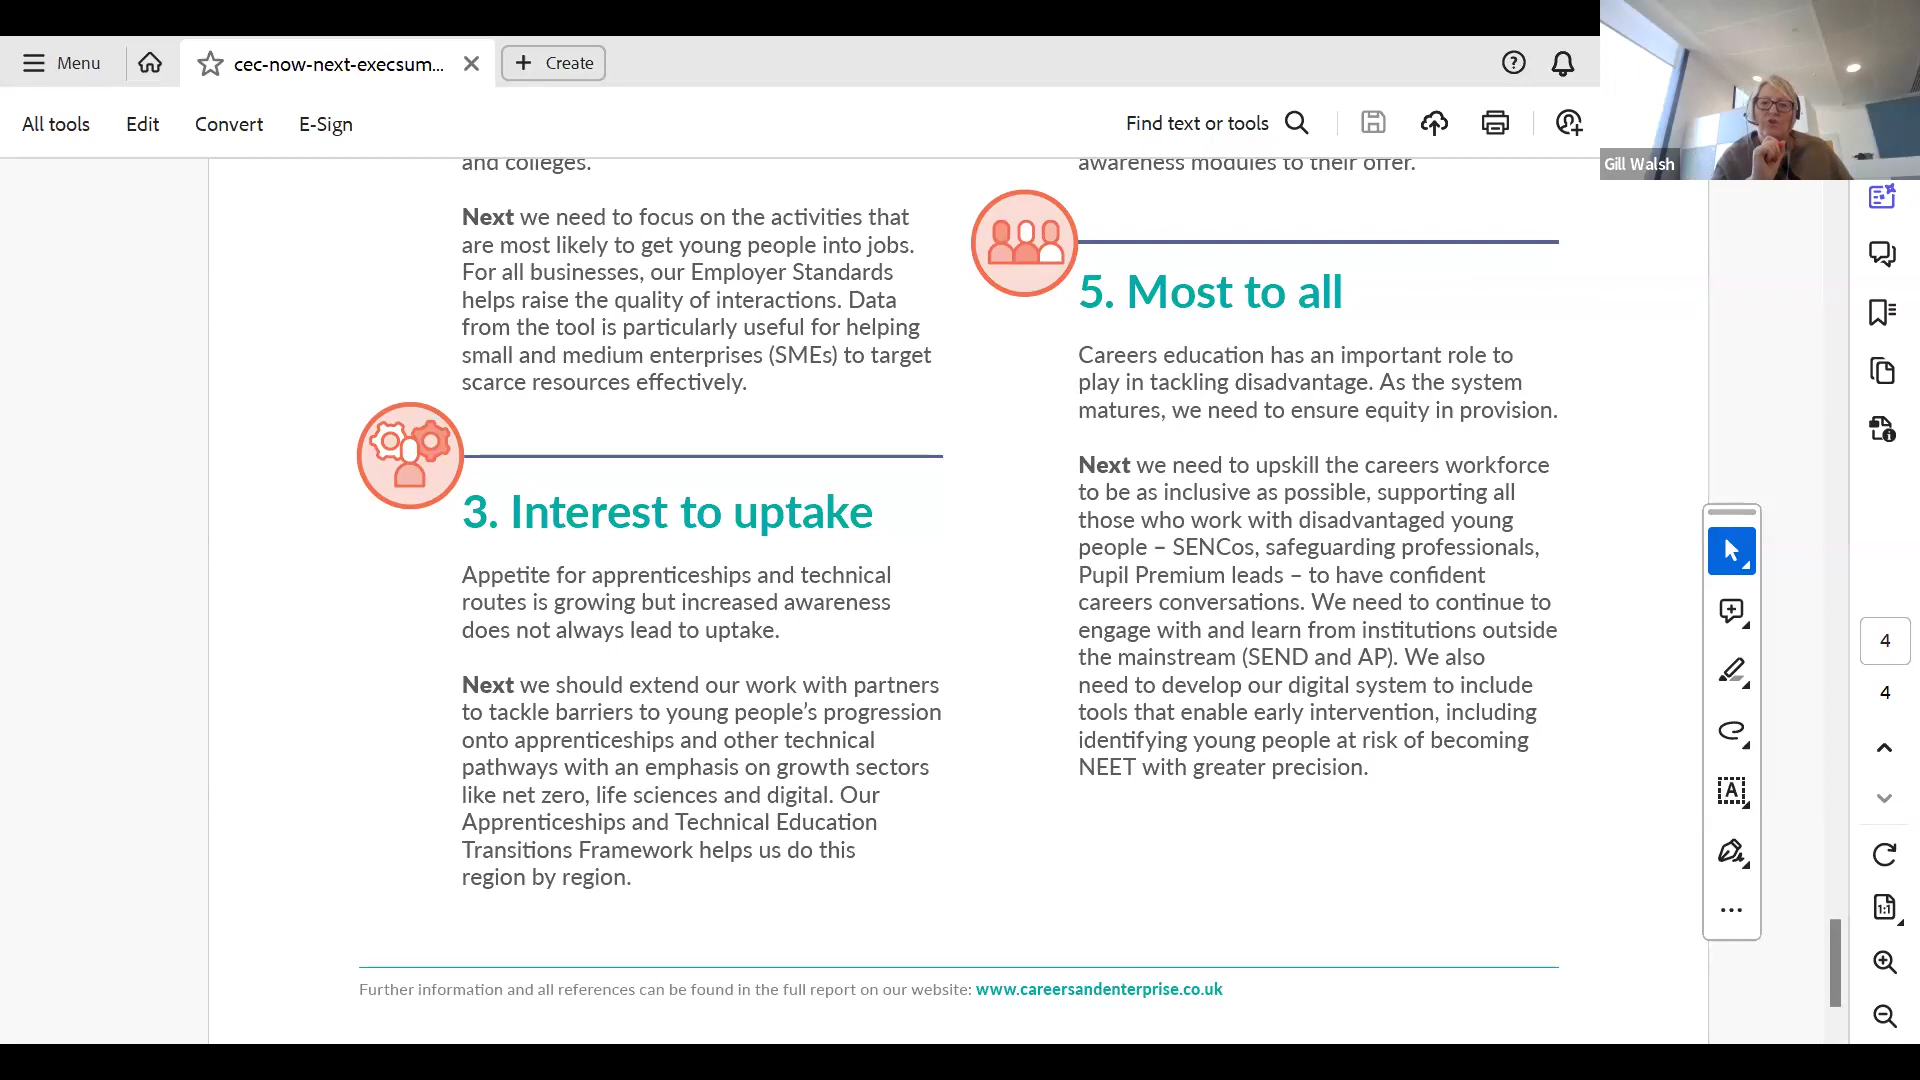 Menu
cec-now-next-execsum...
Create
All tools
Edit
Convert
E-Sign
Find text or tools
Gill Walsh
and colleges.
Next we need to focus on the activities that
are most likely to get young people into jobs.
For all businesses, our Employer Standards
helps raise the quality of interactions. Data
from the tool is particularly useful for helping
small and medium enterprises (SMEs) to target
scarce resources effectively.
3. Interest to uptake
Appetite for apprenticeships and technical
routes is growing but increased awareness
does not always lead to uptake.
Next we should extend our work with partners
to tackle barriers to young people's progression
onto apprenticeships and other technical
pathways with an emphasis on growth sectors
like net zero, life sciences and digital. Our
Apprenticeships and Technical Education
Transitions Framework helps us do this
region by region.
awareness modules to their offer.
5. Most to all
Careers education has an important role to
play in tackling disadvantage. As the system
matures, we need to ensure equity in provision.
Next we need to upskill the careers workforce
to be as inclusive as possible, supporting all
those who work with disadvantaged young
people – SENCos, safeguarding professionals,
Pupil Premium leads – to have confident
careers conversations. We need to continue to
engage with and learn from institutions outside
the mainstream (SEND and AP). We also
need to develop our digital system to include
tools that enable early intervention, including
identifying young people at risk of becoming
NEET with greater precision.
Further information and all references can be found in the full report on our website: www.careersandenterprise.co.uk
A
4
4
1:1